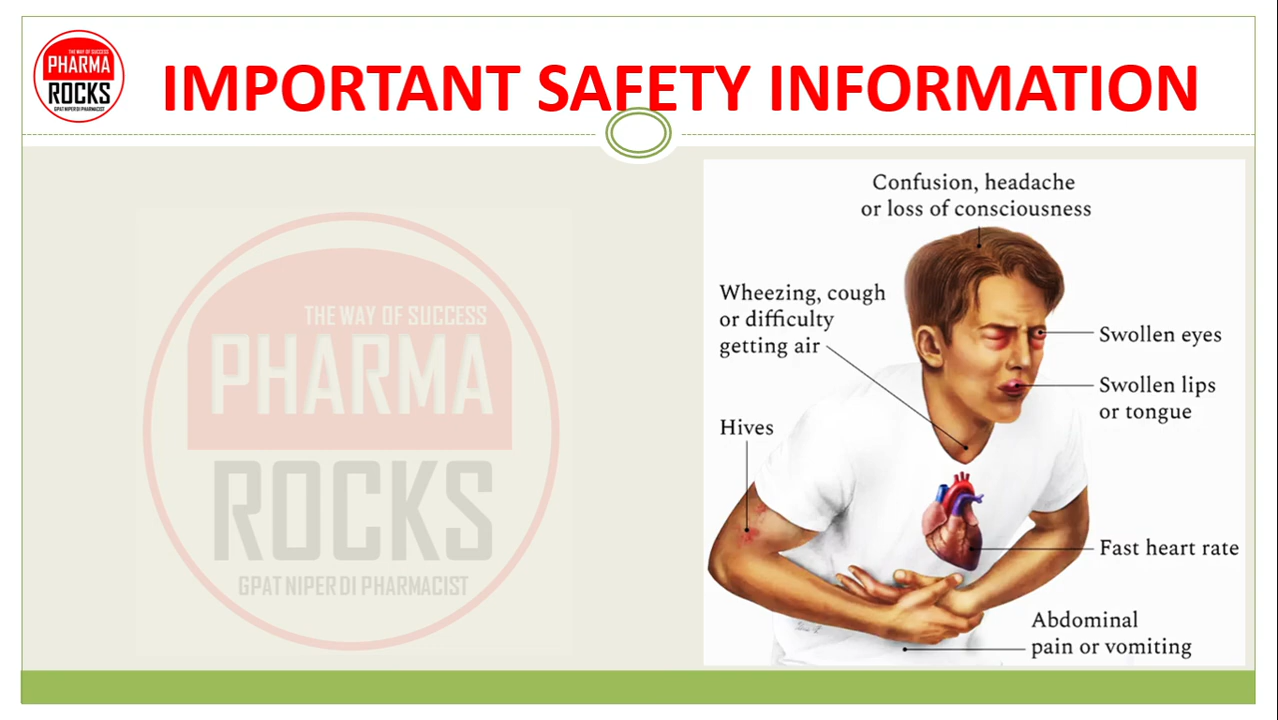 THE WAY OF SUCCESS
PHARMA
ROCKS
GPAT NIPER DI PHARMACIST
IMPORTANT SAFETY INFORMATION
THE WAY OF SUCCESS
PHARMA
ROCKS
GPAT NIPER DI PHARMACIST
Confusion, headache
or loss of consciousness
Wheezing, cough
or difficulty
getting air
Swollen eyes
Swollen lips
or tongue
Hives
Fast heart rate
Abdominal
pain or vomiting